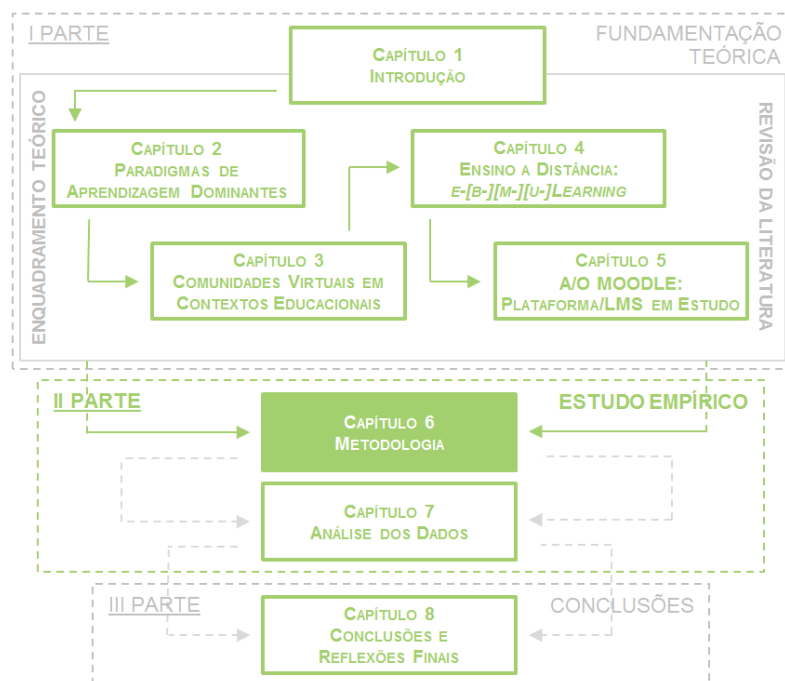 I PARTE
FUNDAMENTAÇÃO
TEÓRICA
CAPÍTULO 1
INTRODUÇÃO
ENQUADRAMENTO TEÓRICO
REVISÃO DA LITERATURA
CAPÍTULO 2
PARADIGMAS DE
APRENDIZAGEM DOMINANTES
CAPÍTULO 4
ENSINO A DISTÂNCIA:
E-[B-][M-][U-]LEARNING
CAPÍTULO 3
COMUNIDADES VIRTUAIS EM
CONTEXTOS EDUCACIONAIS
CAPÍTULO 5
A/O MOODLE:
PLATAFORMA/LMS EM ESTUDO
II PARTE
ESTUDO EMPÍRICO
CAPÍTULO 6
METODOLOGIA
CAPÍTULO 7
ANÁLISE DOS DADOS
III PARTE
CONCLUSÕES
CAPÍTULO 8
CONCLUSÕES E
REFLEXÕES FINAIS